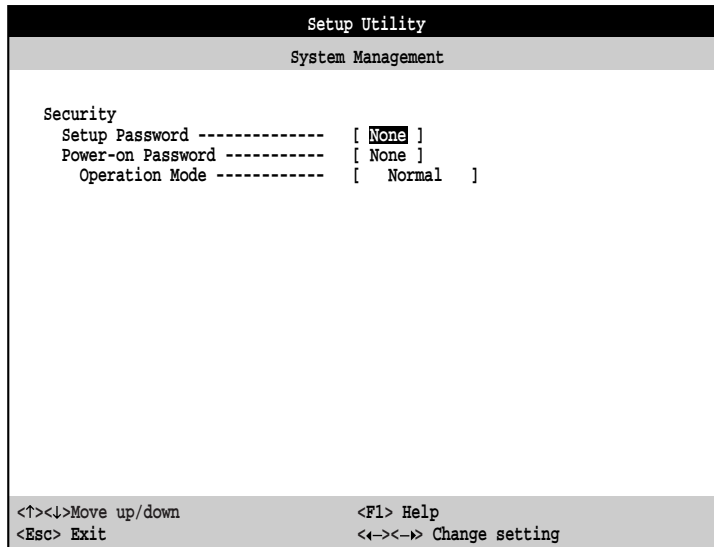 Setup Utility
System Management
Security
Setup Password -------------- [ None ]
Power-on Password ----------- [ None ]
Operation Mode ------------ [ Normal ]
<↑><↓>Move up/down <F1> Help
<Esc> Exit <←><→> Change setting